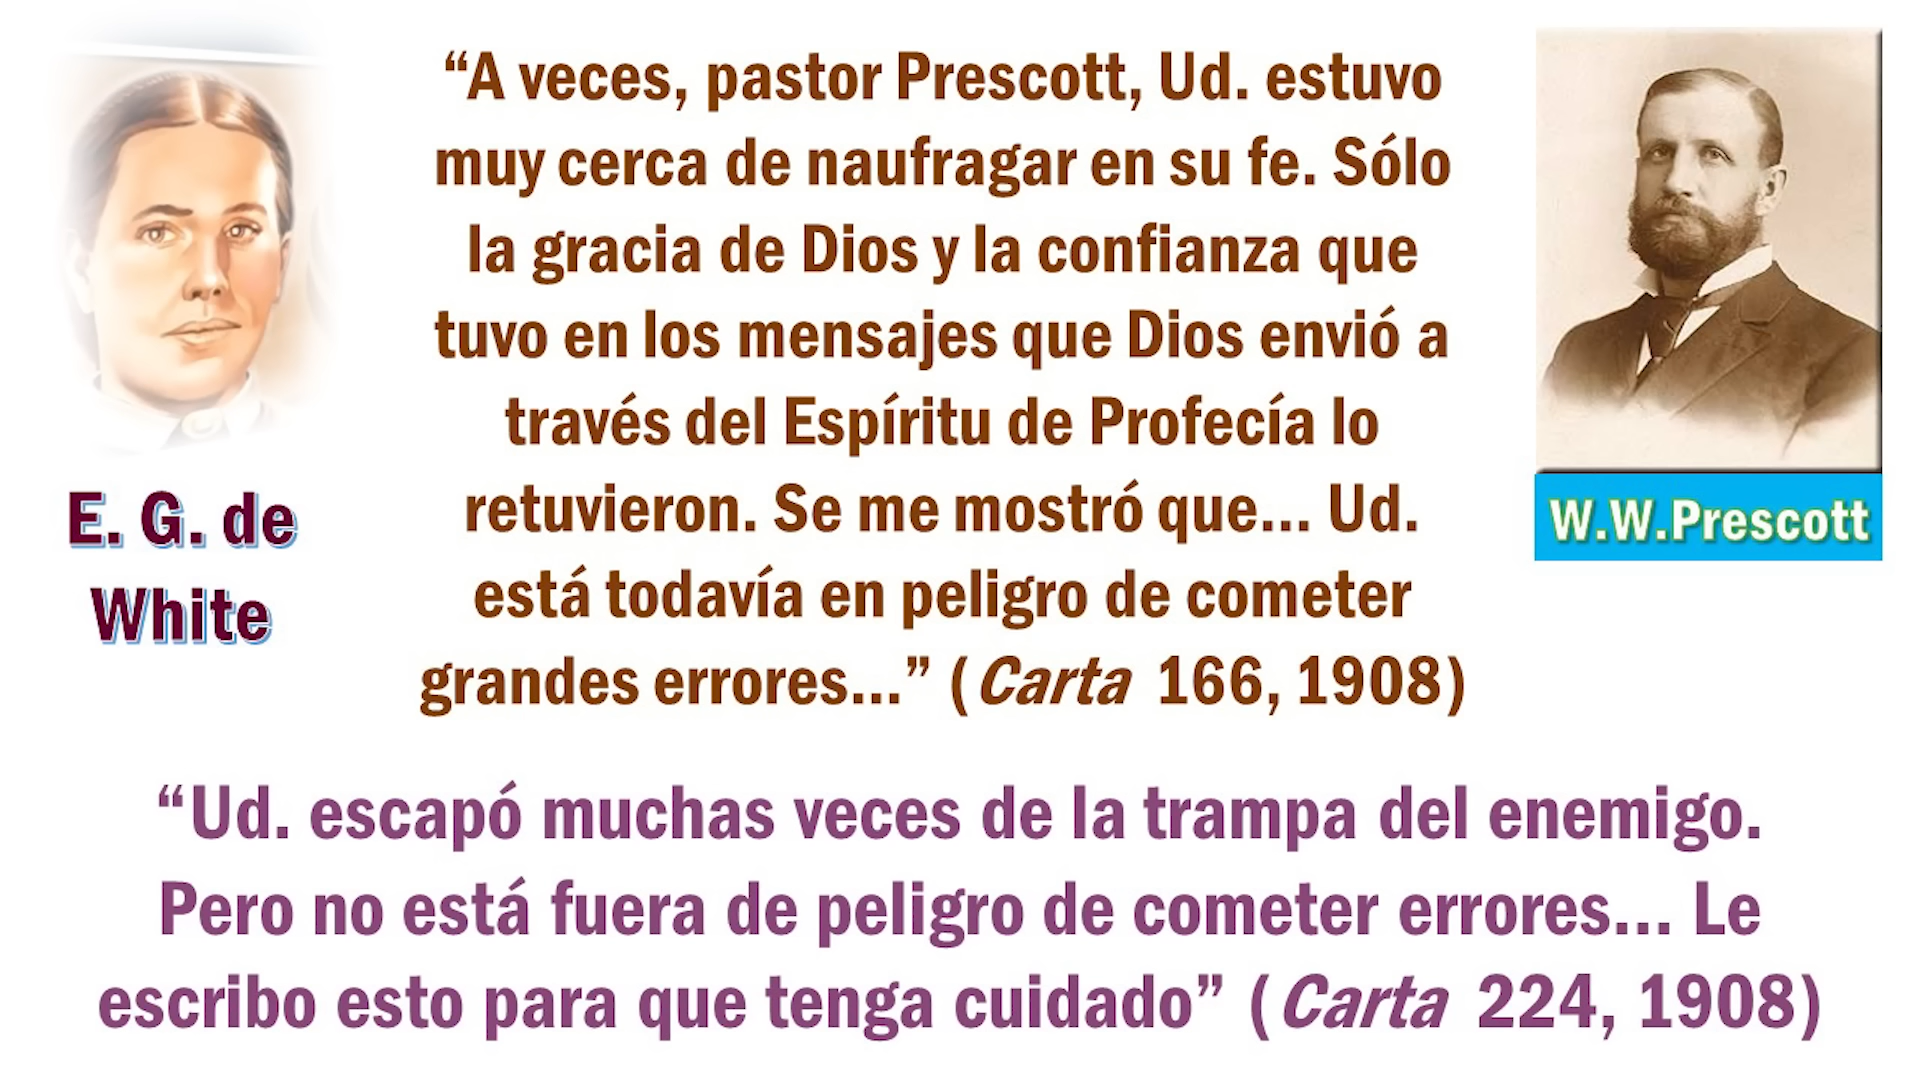 “A veces, pastor Prescott, Ud. estuvo
muy cerca de naufragar en su fe. Sólo
la gracia de Dios y la confianza que
tuvo en los mensajes que Dios envió a
través del Espíritu de Profecía lo
retuvieron. Se me mostró que... Ud.
está todavía en peligro de cometer
grandes errores...” (Carta 166, 1908)
E. G. de
White
W.W.Prescott
“Ud. escapó muchas veces de la trampa del enemigo.
Pero no está fuera de peligro de cometer errores... Le
escribo esto para que tenga cuidado” (Carta 224, 1908)